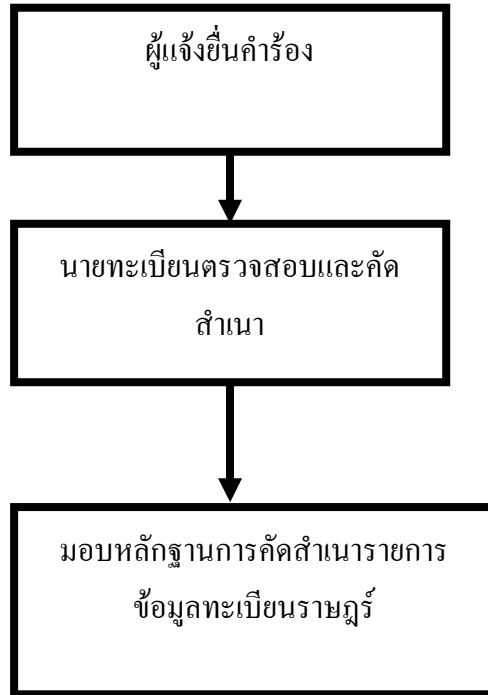 ผู้แจ้งยื่นคำร้อง
นายทะเบียนตรวจสอบและคัด
สำเนา
มอบหลักฐานการคัดสำเนารายการ
ข้อมูลทะเบียนราษฎร์